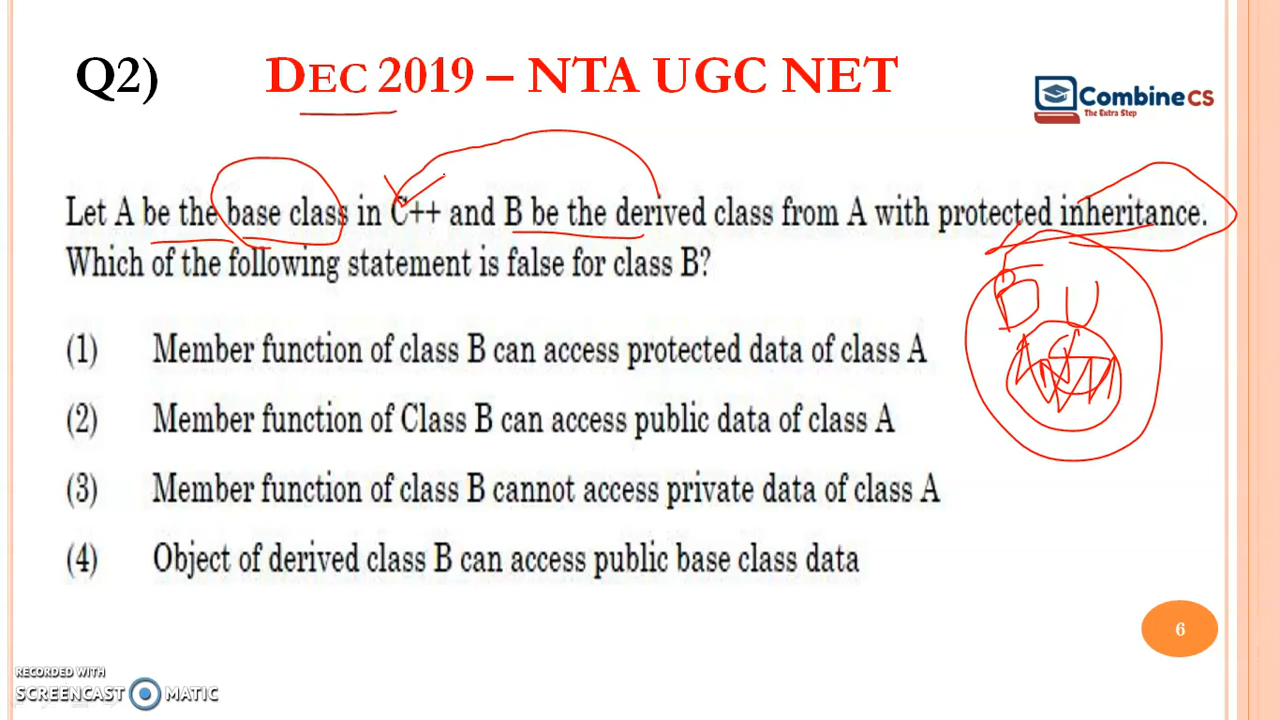 Q2) DEC 2019 – NTA UGC NET
Combine CS
The Extra Step
Let A be the base class in C++ and B be the derived class from A with protected inheritance.
Which of the following statement is false for class B?
(1) Member function of class B can access protected data of class A
(2) Member function of Class B can access public data of class A
(3) Member function of class B cannot access private data of class A
(4) Object of derived class B can access public base class data
6
RECORDED WITH
SCREENCAST MATIC